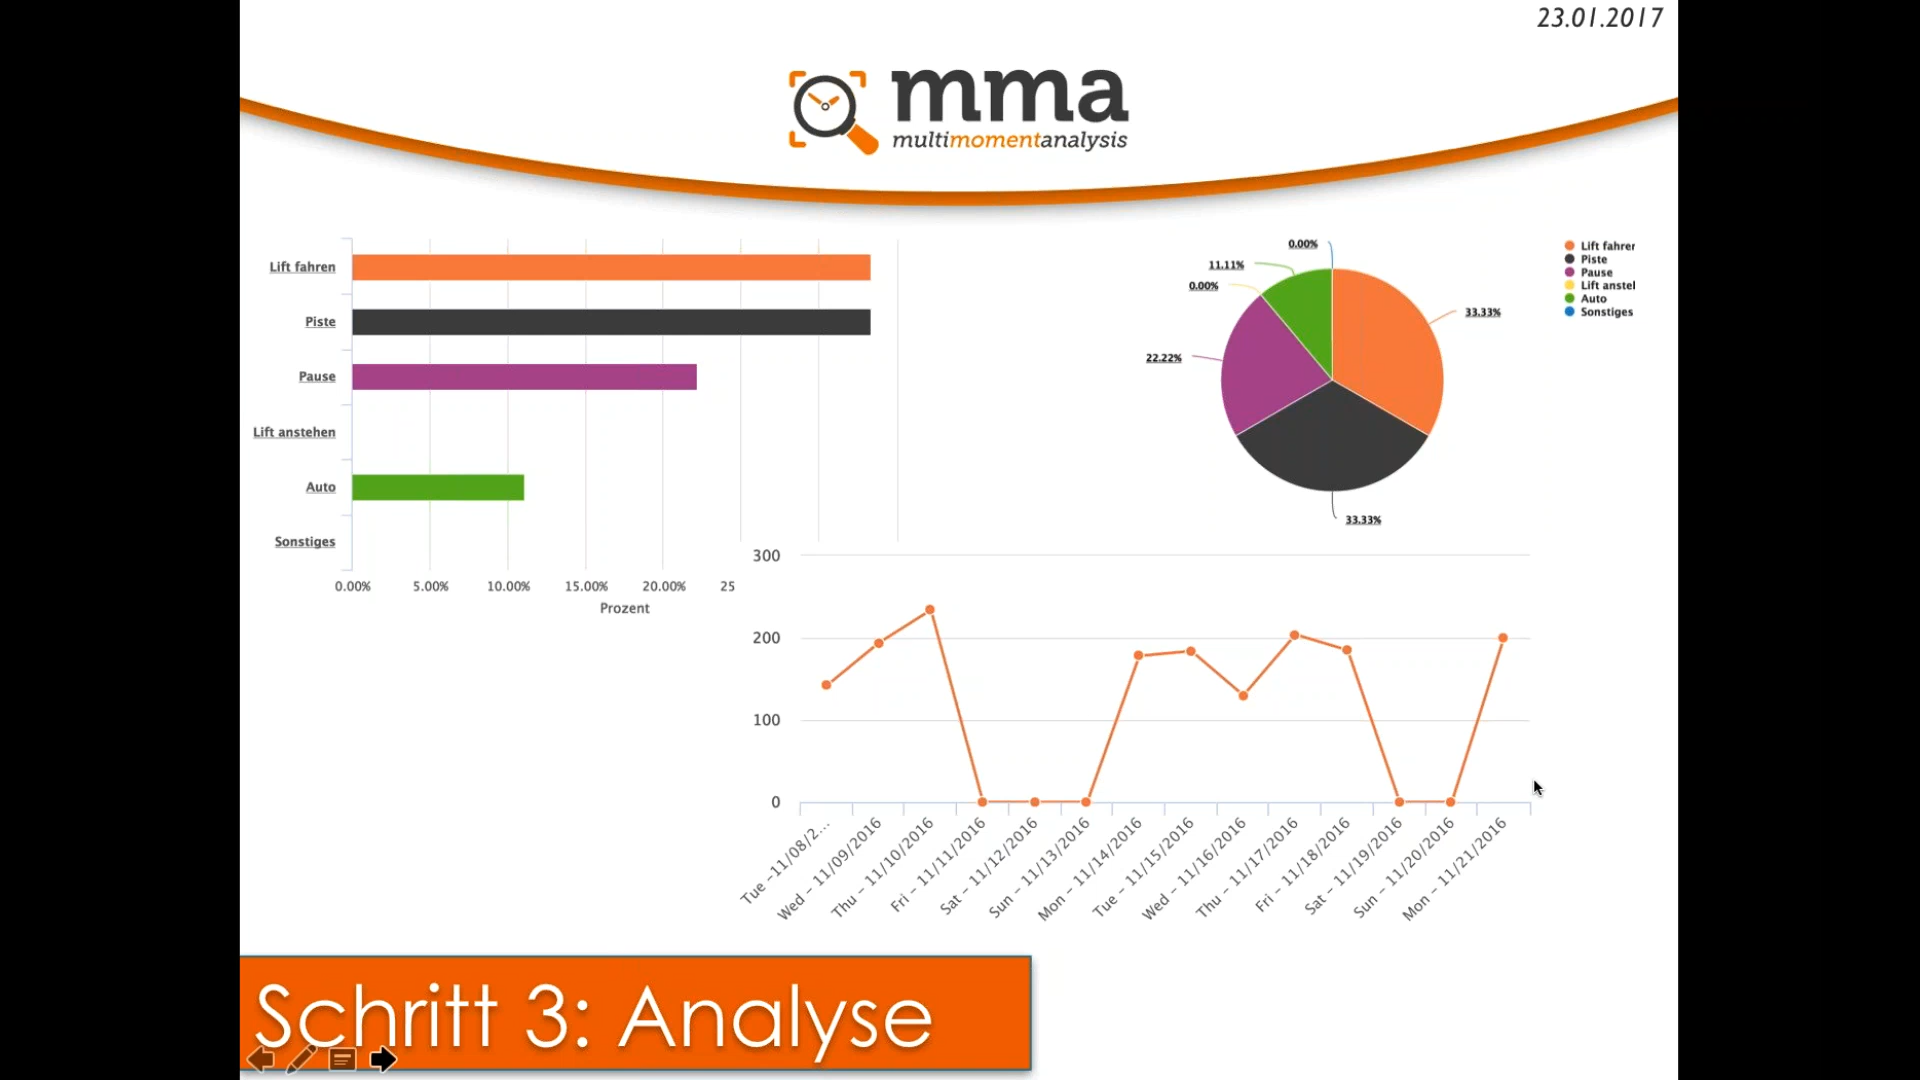 23.01.2017
mma
multimomentanalysis
Lift fahren
Piste
Pause
Lift anstehen
Auto
Sonstiges
0.00%
5.00%
10.00%
15.00%
20.00%
25
Prozent
0.00%
11.11%
0.00%
22.22%
33.33%
33.33%
Lift fahrer
Piste
Pause
Lift anstel
Auto
Sonstiges
300
200
100
0
Tue -11/08/2...
Wed - 11/09/2016
Thu - 11/10/2016
Fri - 11/11/2016
Sat - 11/12/2016
Sun - 11/13/2016
Mon - 11/14/2016
Tue - 11/15/2016
Wed - 11/16/2016
Thu - 11/17/2016
Fri - 11/18/2016
Sat - 11/19/2016
Sun - 11/20/2016
Mon - 11/21/2016
Schritt 3: Analyse